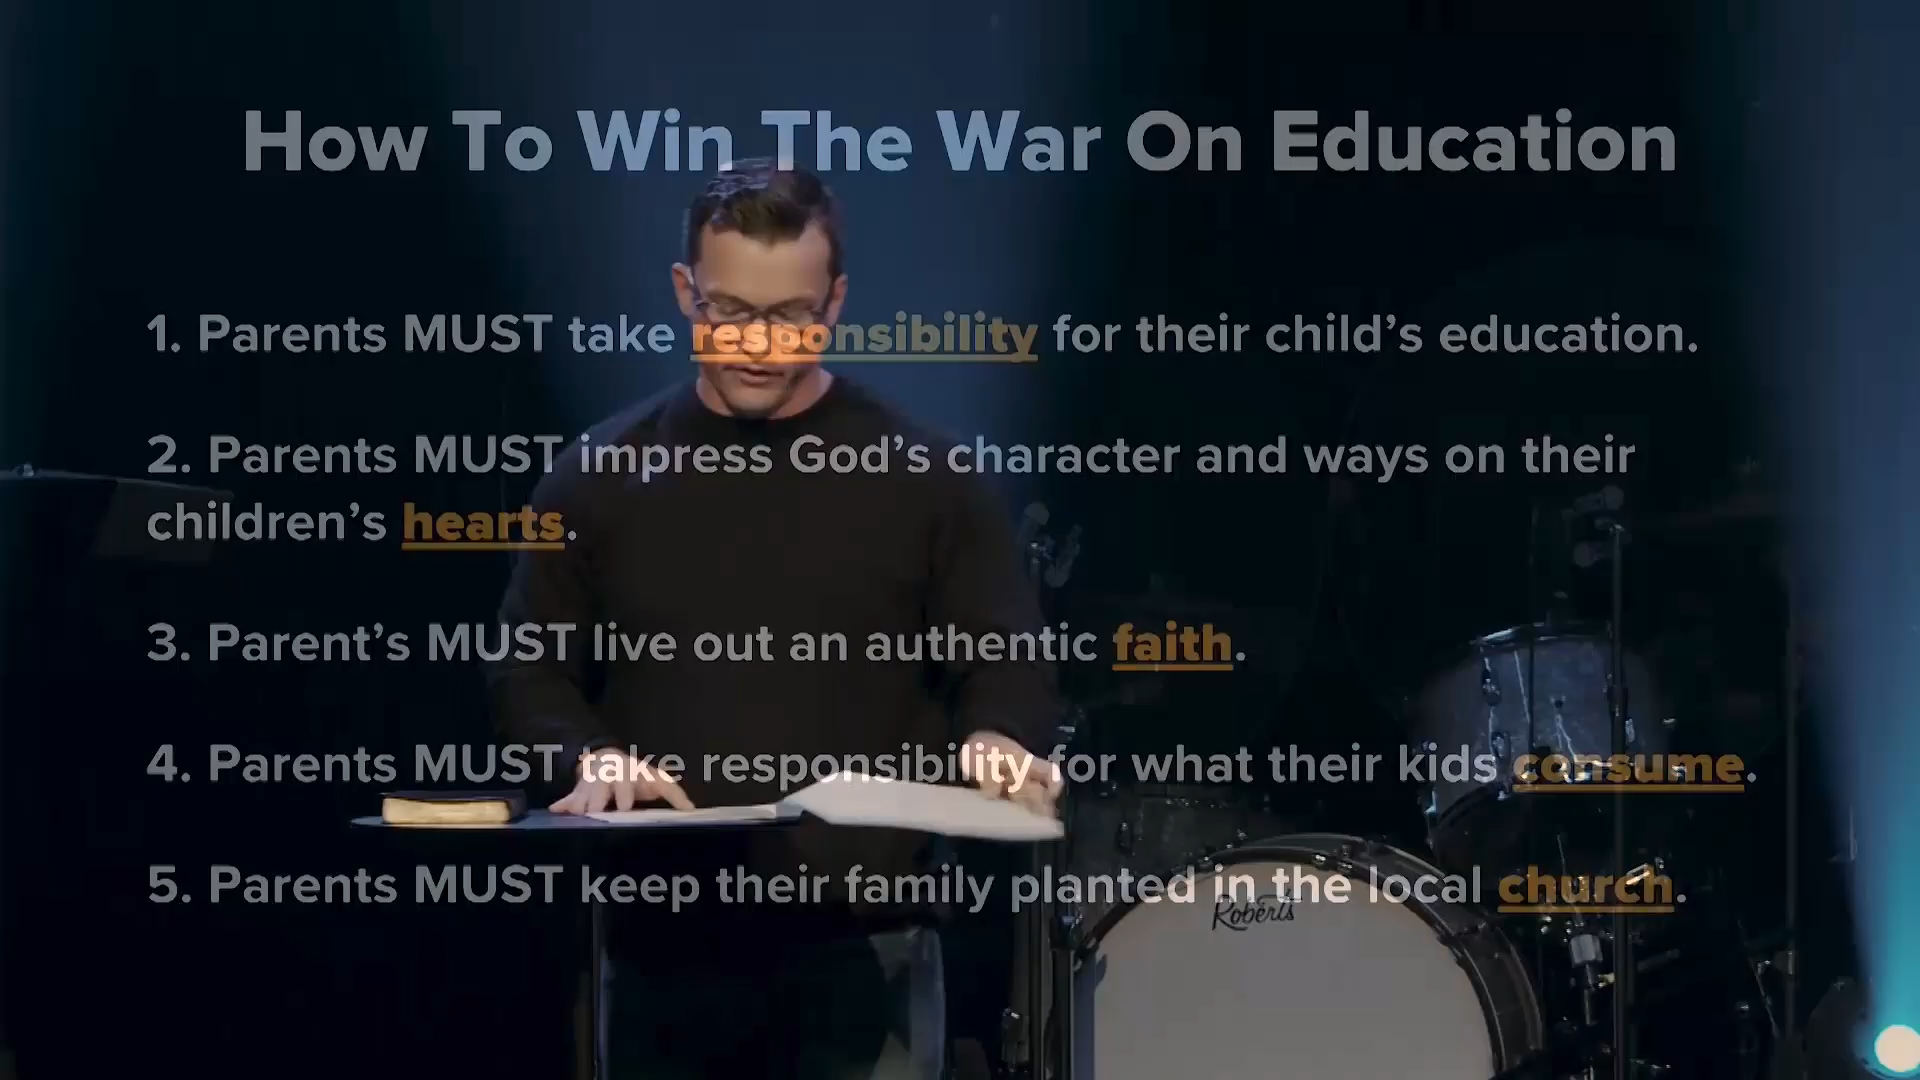 How To Win The War On Education
1. Parents MUST take responsibility for their child’s education.
2. Parents MUST impress God’s character and ways on their
children’s hearts.
3. Parent’s MUST live out an authentic faith.
4. Parents MUST take responsibility for what their kids consume.
5. Parents MUST keep their family planted in the local church.
Roberts